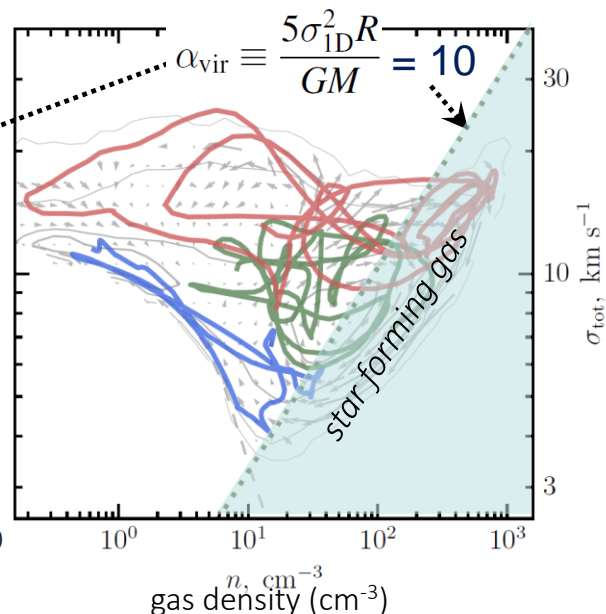 α_vir ≡ 5σ²_1D R / GM = 10
30
10
3
σ_tot, km s⁻¹
star forming gas
10⁰ 10¹ 10² 10³
n, cm⁻³
gas density (cm⁻³)